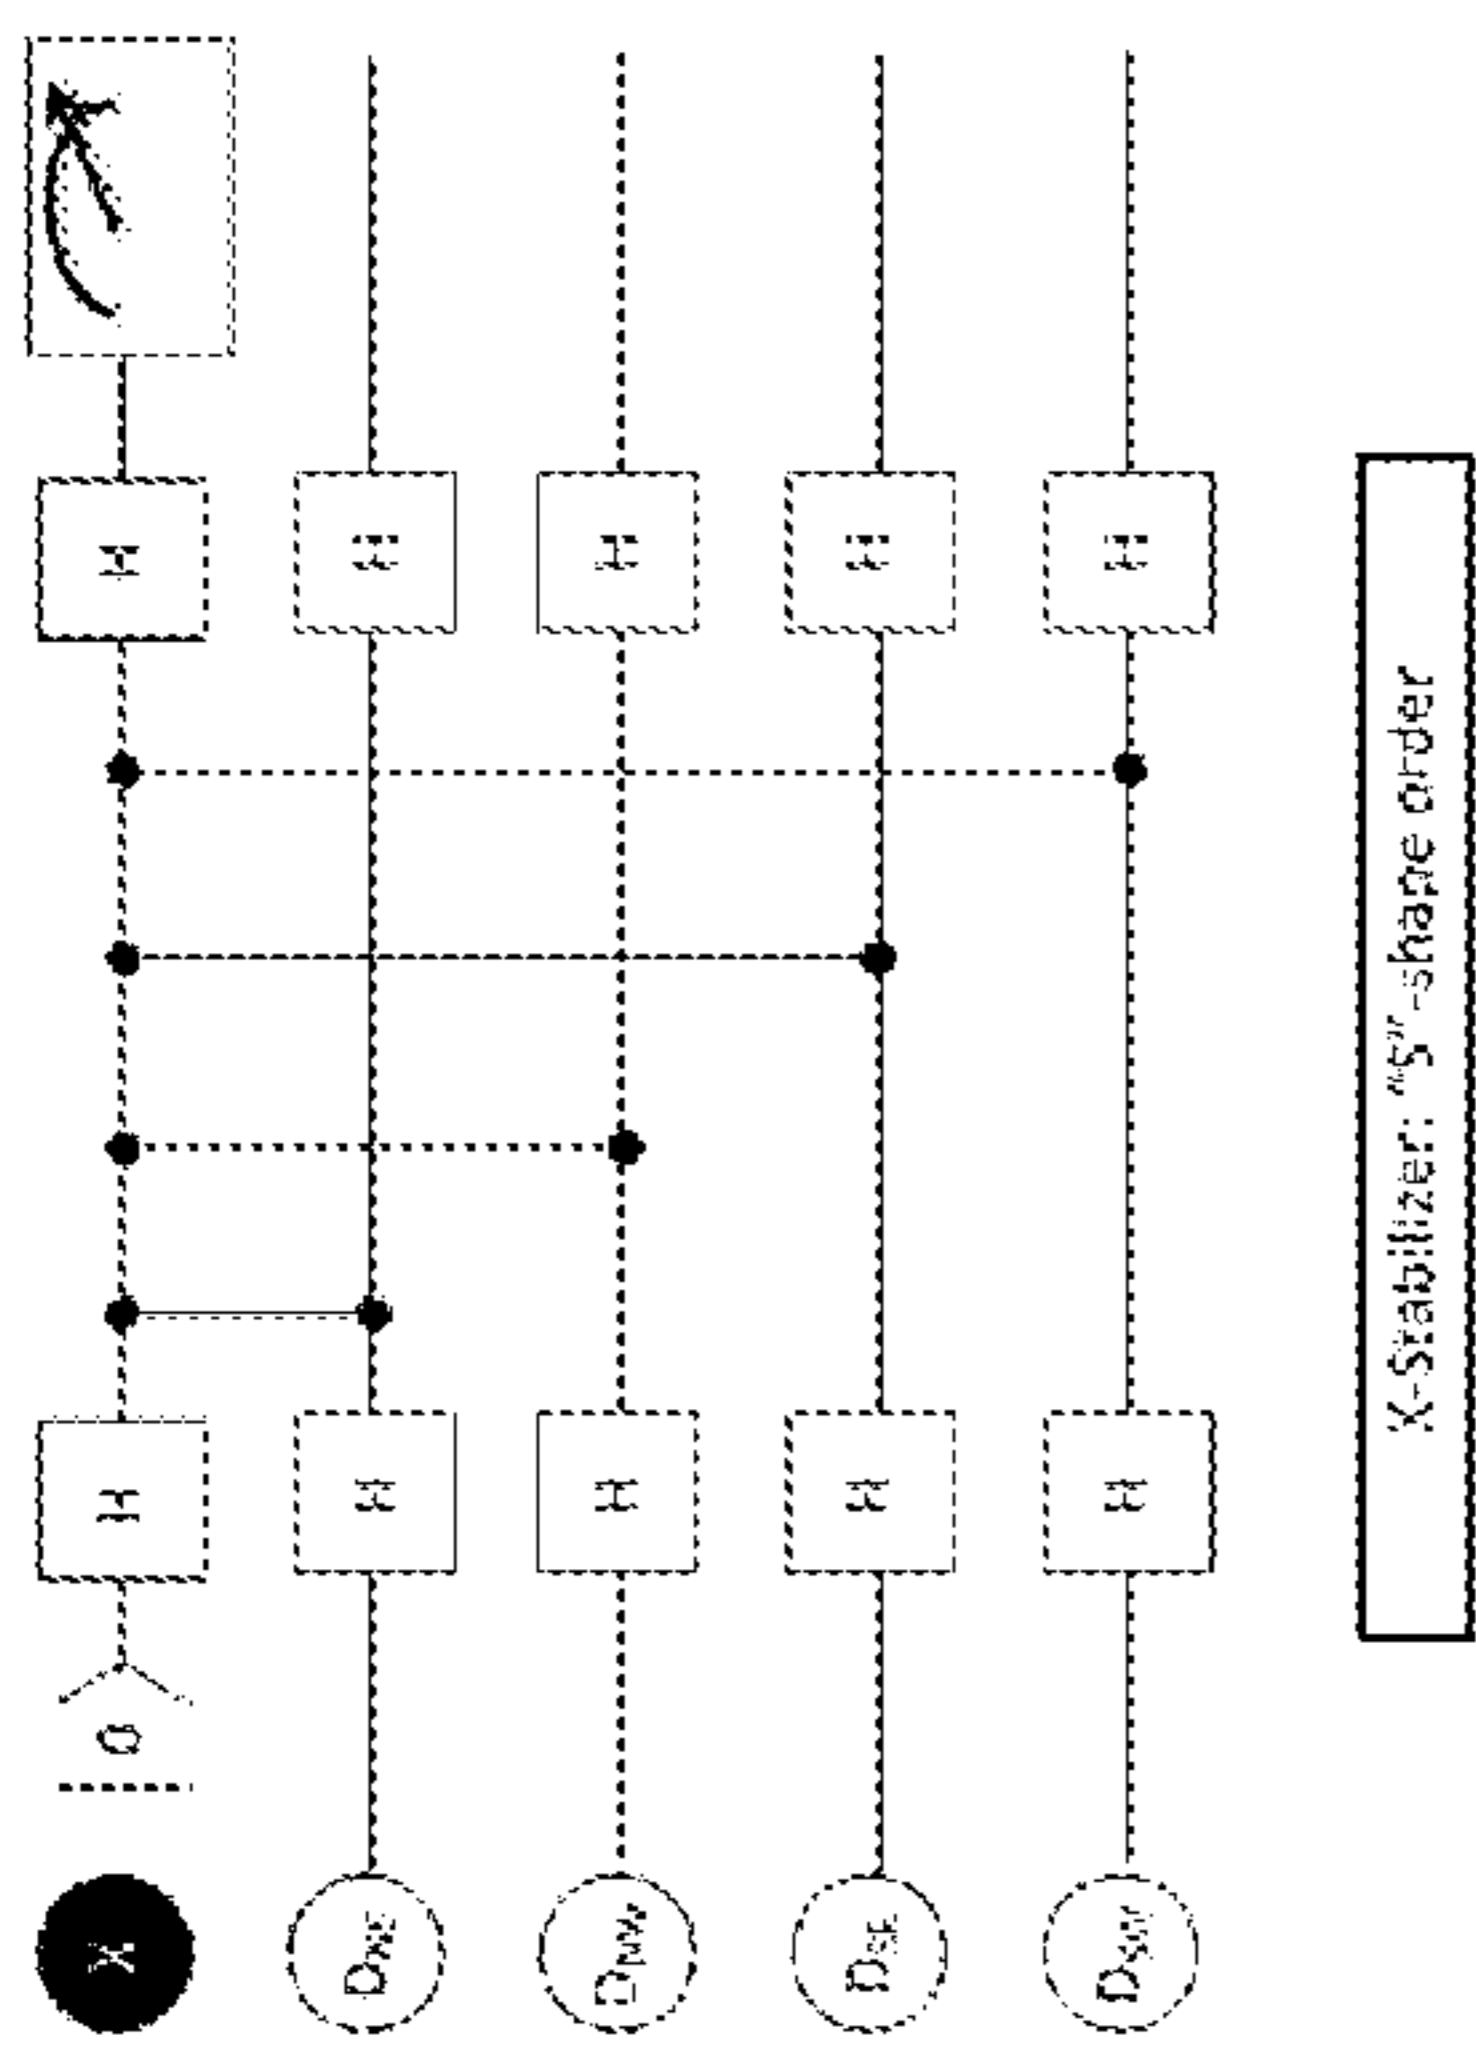 X |0⟩ H H
D_NE H H
D_NW H H
D_SE H H
D_SW H H
X-Stabilizer: "S"-shape order